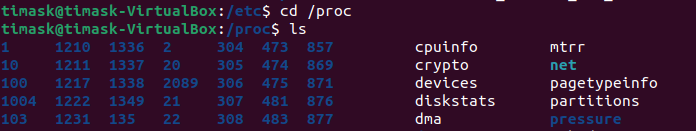 timask@timask-VirtualBox:/etc$ cd /proc
timask@timask-VirtualBox:/proc$ ls
1 1210 1336 2 304 473 857 cpuinfo mtrr
10 1211 1337 20 305 474 869 crypto net
100 1217 1338 2089 306 475 871 devices pagetypeinfo
1004 1222 1349 21 307 481 876 diskstats partitions
103 1231 135 22 308 483 877 dma pressure